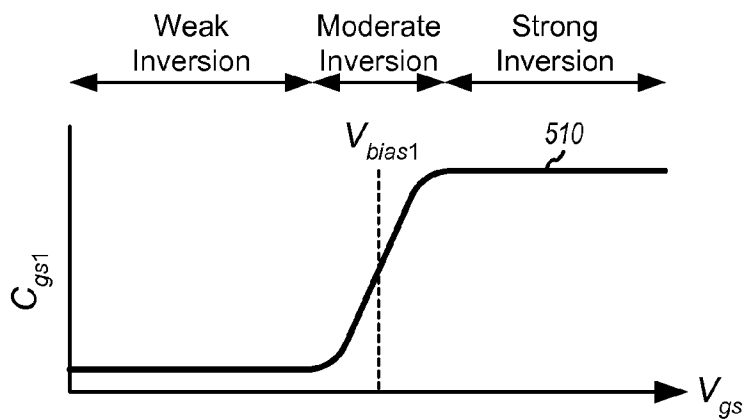 Weak
Inversion
Moderate
Inversion
Strong
Inversion
V_bias1
510
C_gs1
V_gs